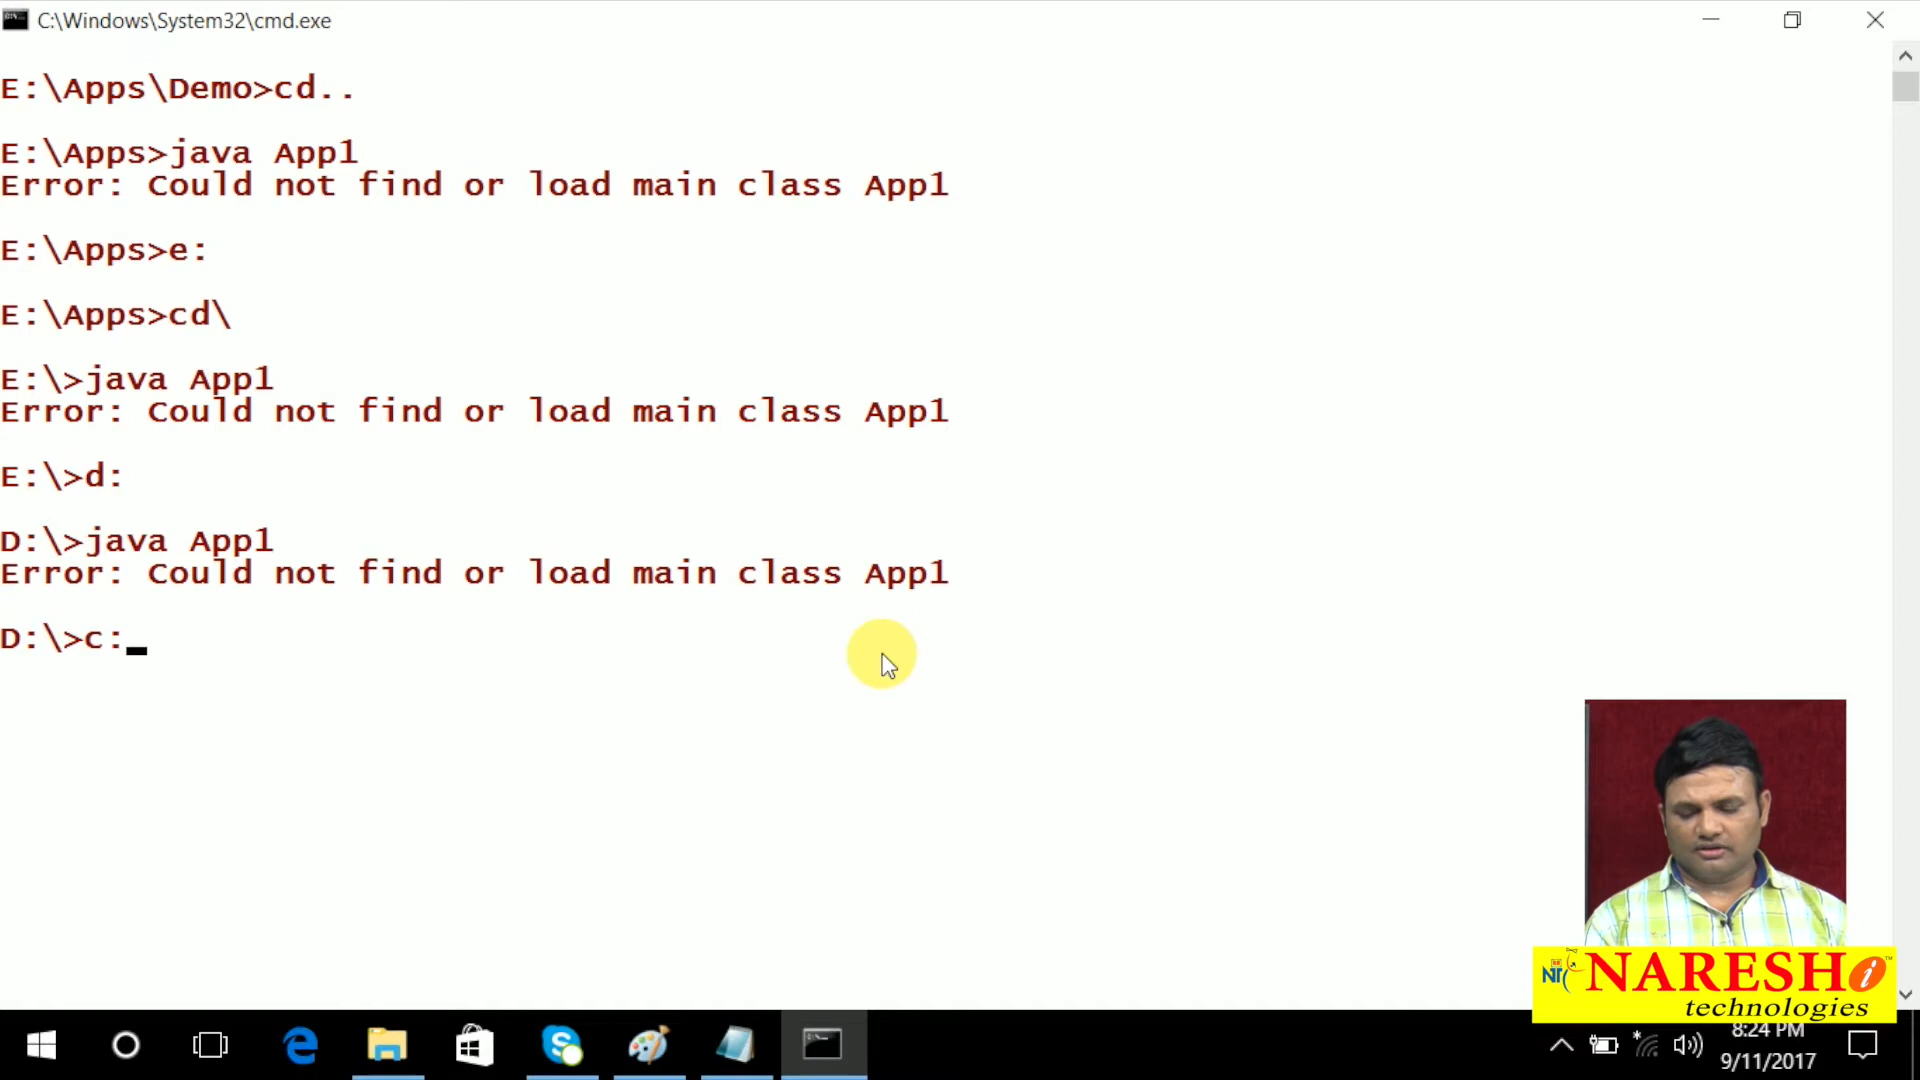 C:\Windows\System32\cmd.exe
E:\Apps\Demo>cd..
E:\Apps>java App1
Error: Could not find or load main class App1
E:\Apps>e:
E:\Apps>cd\
E:\>java App1
Error: Could not find or load main class App1
E:\>d:
D:\>java App1
Error: Could not find or load main class App1
D:\>c:
NARESH i
technologies
8:24 PM
9/11/2017